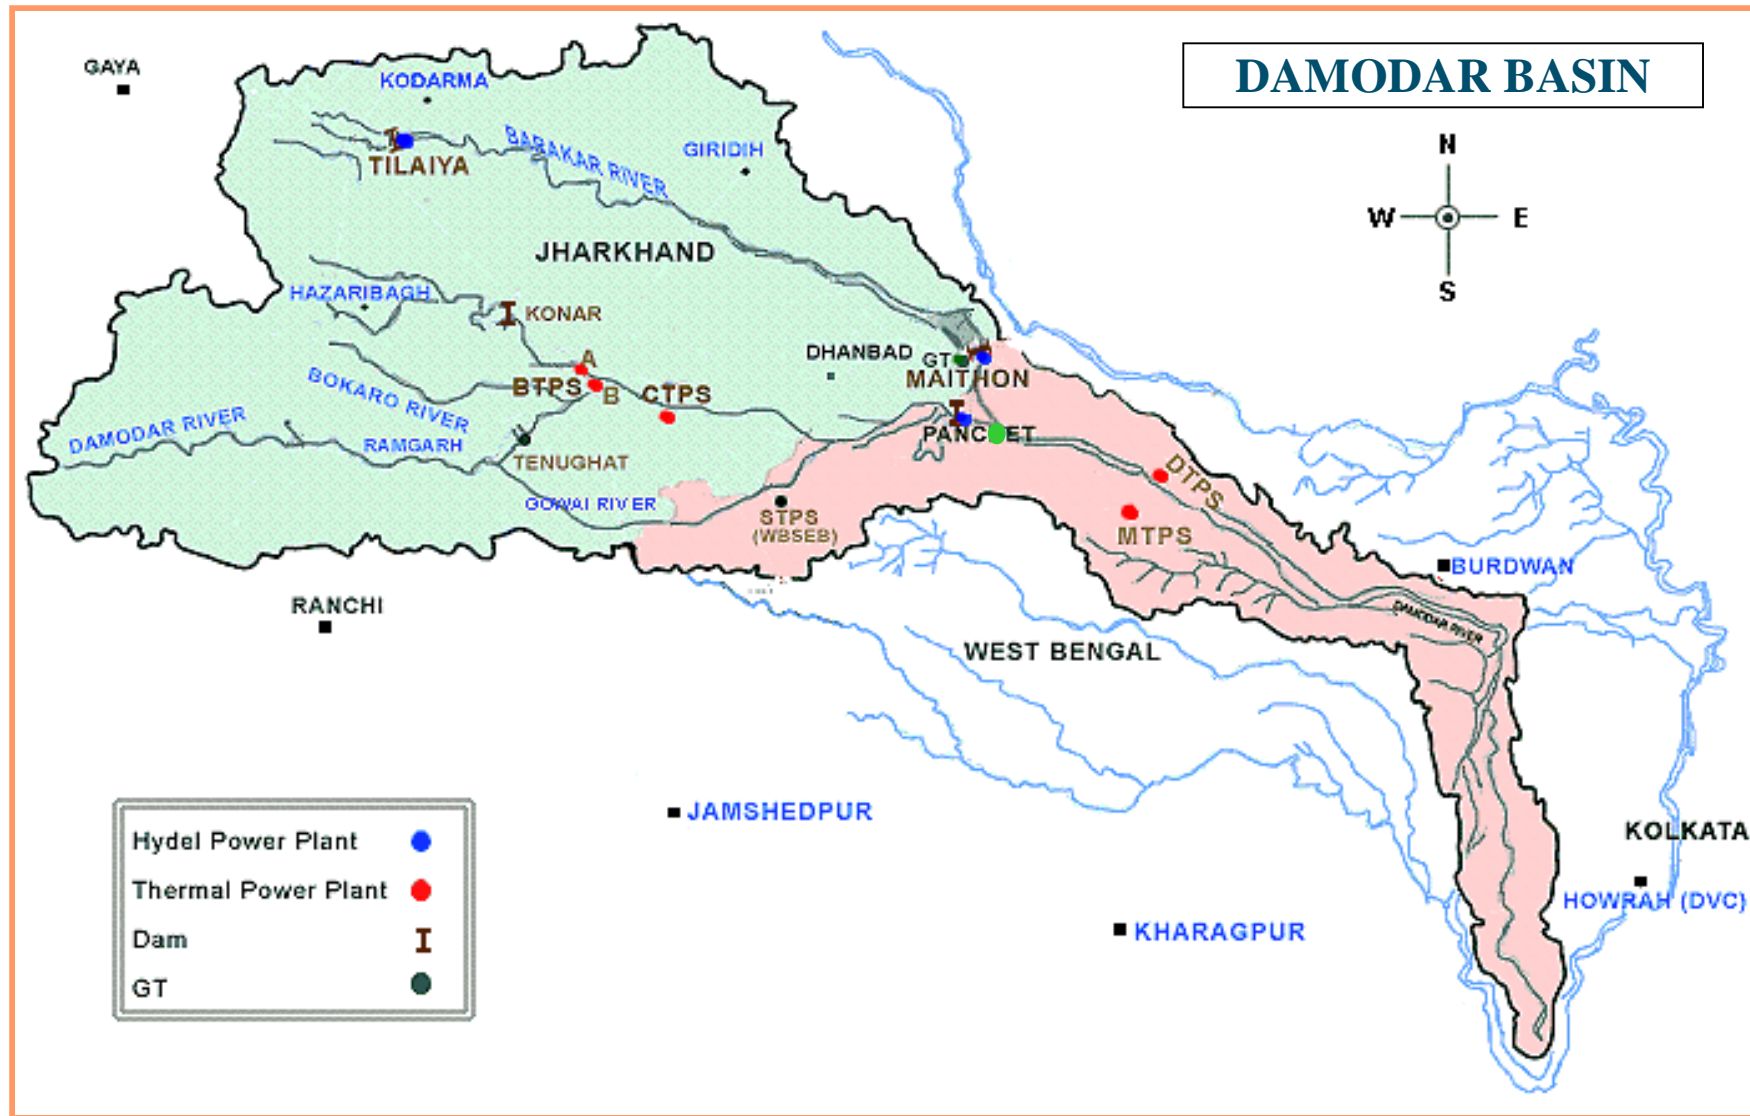 DAMODAR BASIN
GAYA
KODARMA
N
BARAKAR RIVER
GIRIDIH
TILAIYA
W
E
JHARKHAND
S
HAZARIBAGH
KONAR
DHANBAD
GT
A
MAITHON
BOKARO RIVER
BTPS
B
CTPS
DAMODAR RIVER
RAMGARH
PANC ET
TENUGHAT
DTPS
GOWAI RIVER
STPS
(WBSEB)
MTPS
BURDWAN
RANCHI
DAMODAR RIVER
WEST BENGAL
JAMSHEDPUR
KOLKATA
Hydel Power Plant
Thermal Power Plant
HOWRAH (DVC)
KHARAGPUR
Dam
GT